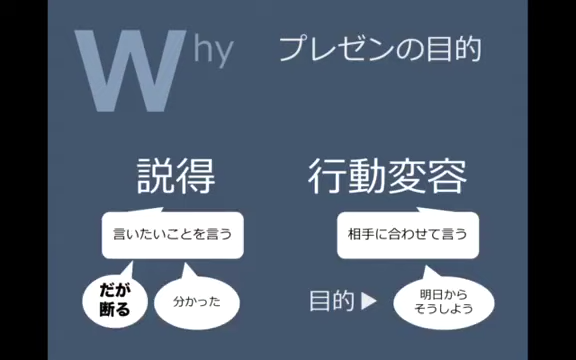 Why プレゼンの目的
説得 行動変容
言いたいことを言う 相手に合わせて言う
だが
断る
分かった
目的▶
明日から
そうしよう